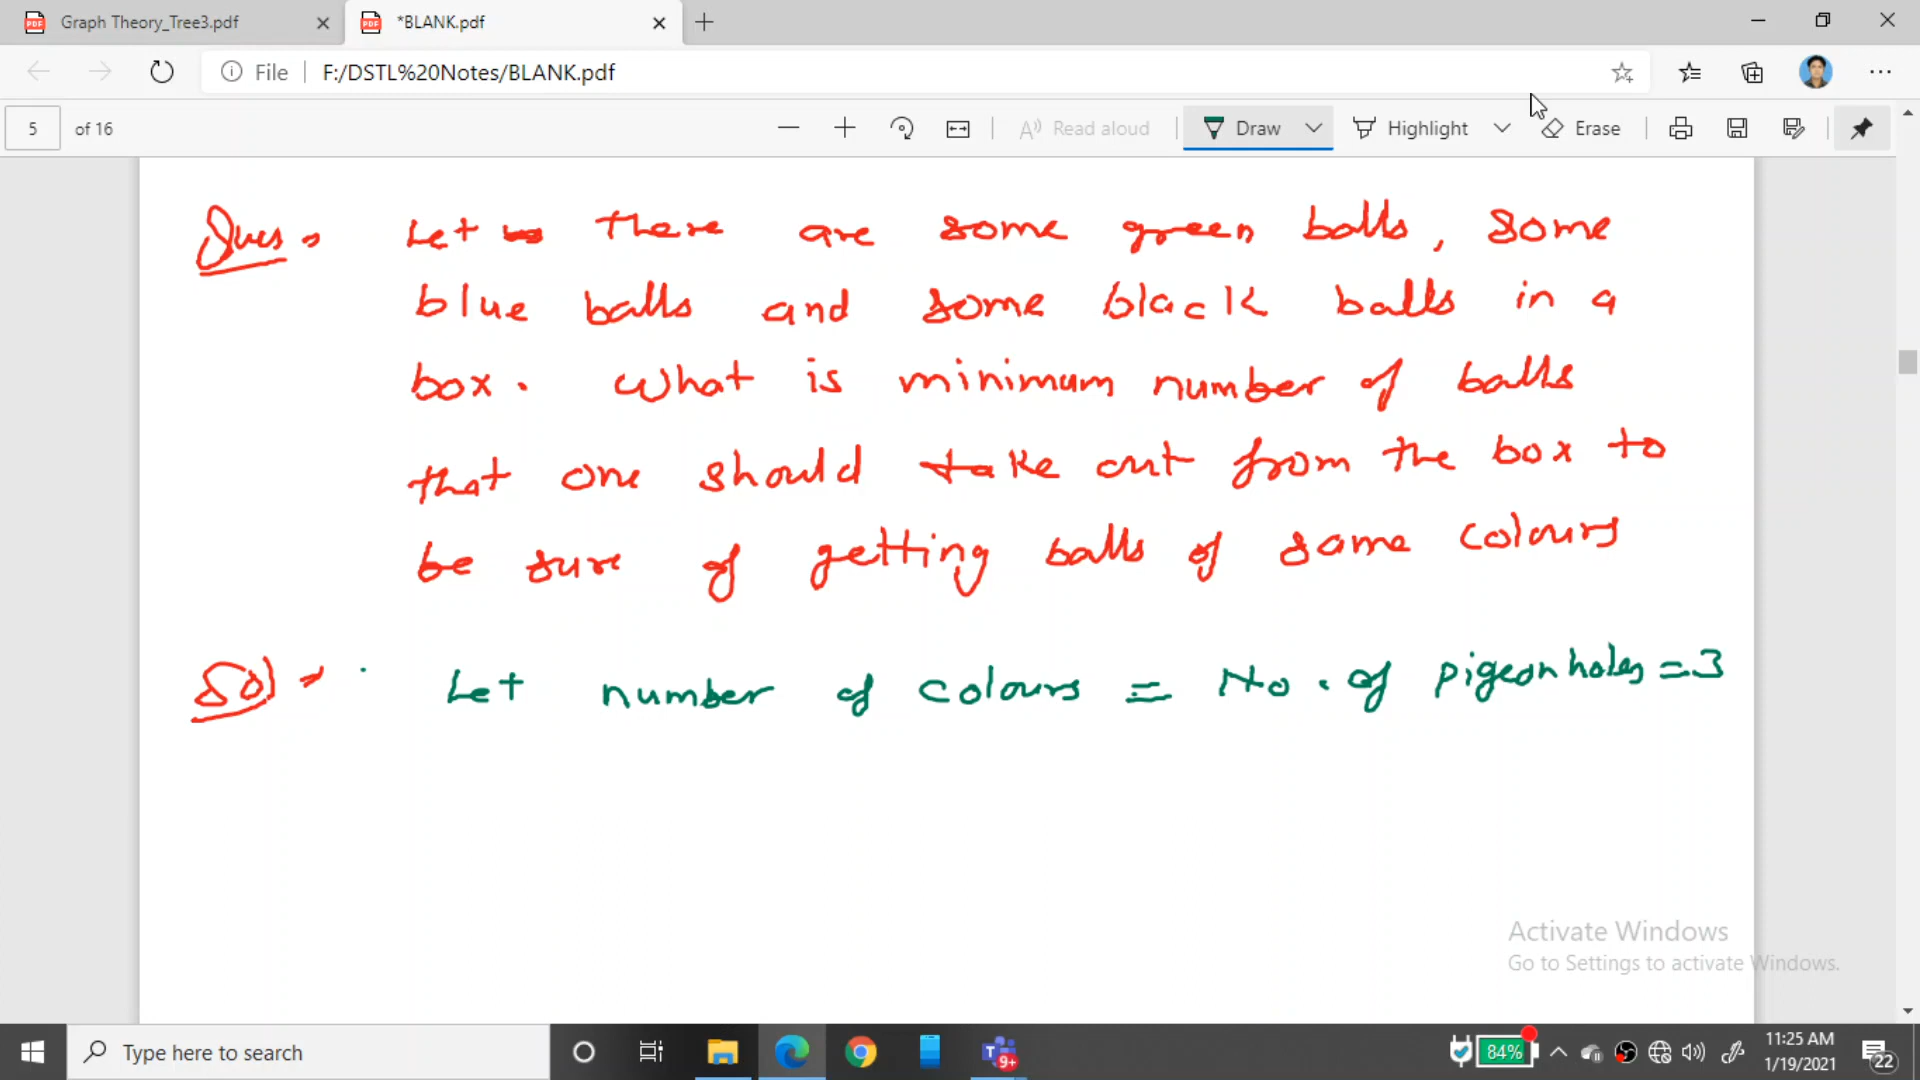 Graph Theory_Tree3.pdf
*BLANK.pdf
File
F:/DSTL%20Notes/BLANK.pdf
5 of 16
Read aloud
Draw
Highlight
Erase
Ques → Let there are some green balls, some
blue balls and some black balls in a
box. What is minimum number of balls
that one should take out from the box to
be sure of getting balls of same colours
Sol → Let number of colours = No. of pigeonholes = 3
Activate Windows
Go to Settings to activate Windows.
Type here to search
9+
84%
11:25 AM
1/19/2021
22